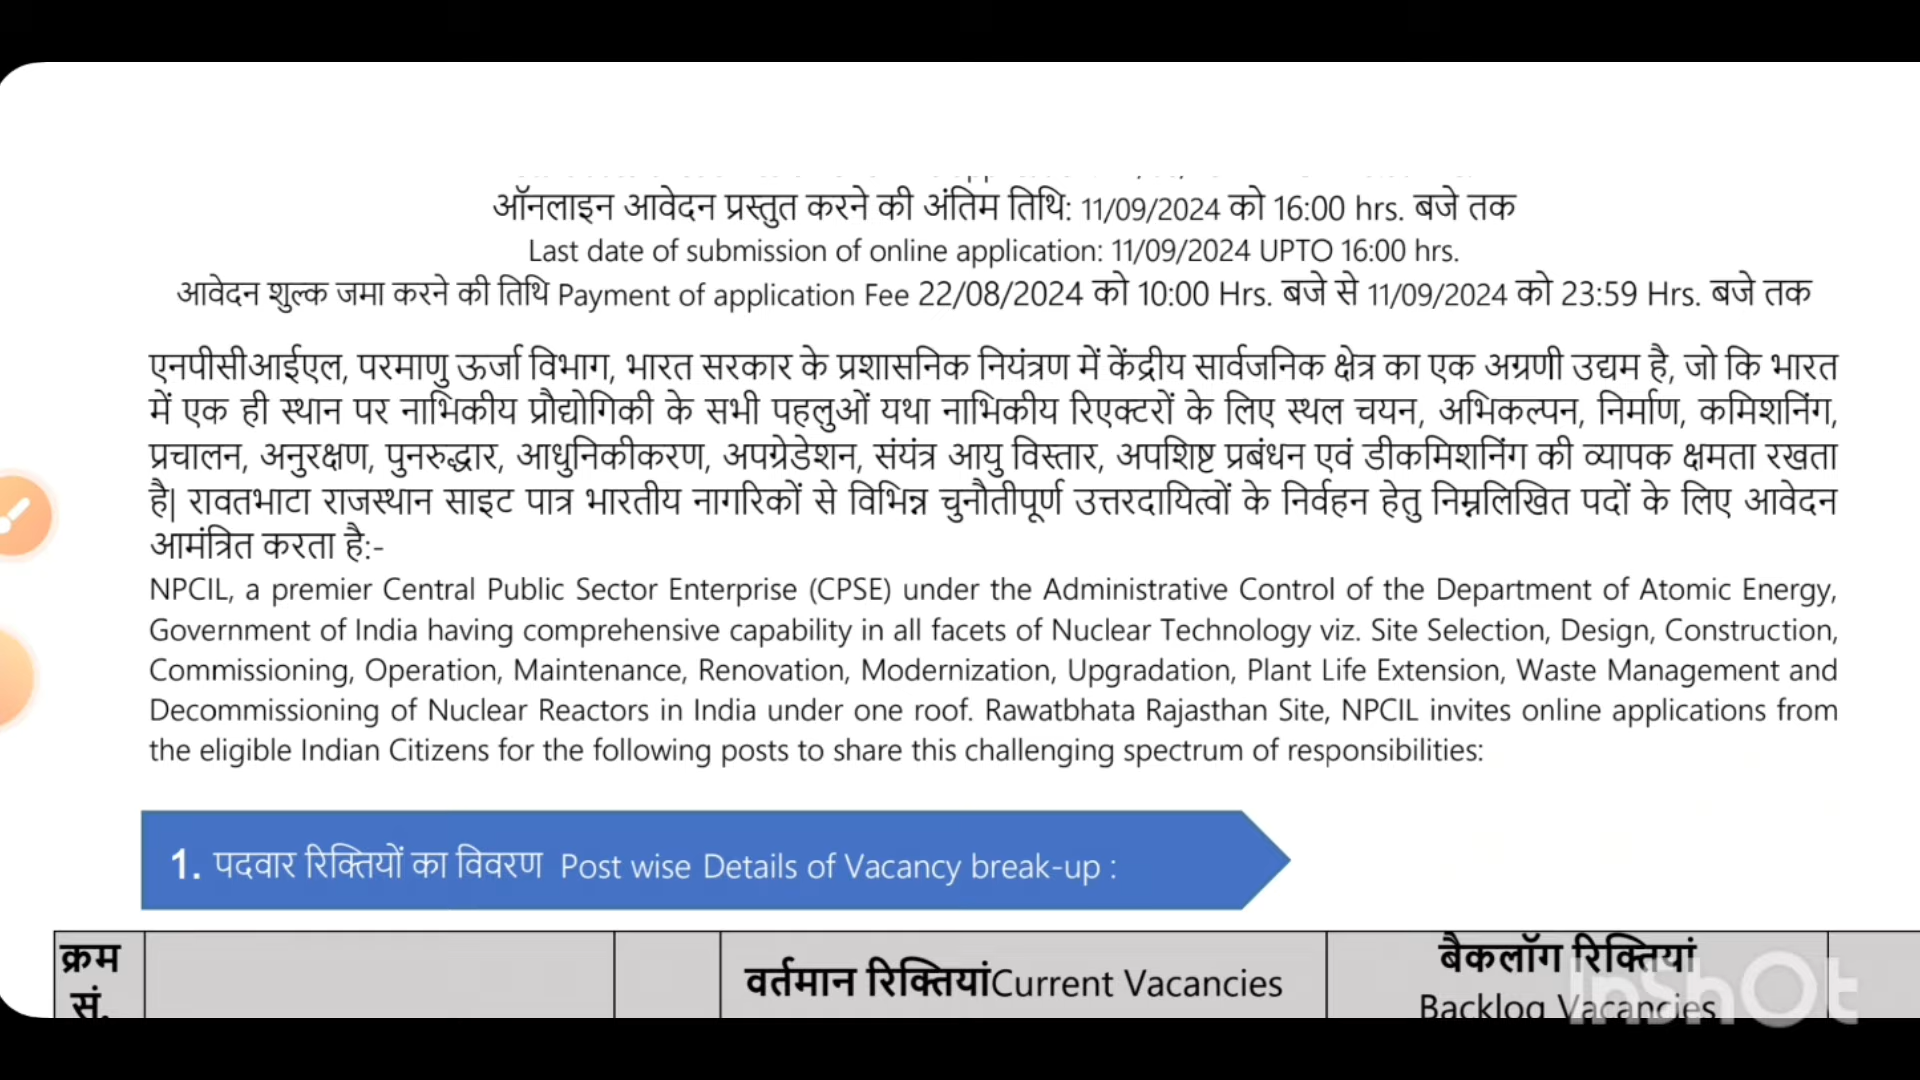 ऑनलाइन आवेदन प्रस्तुत करने की अंतिम तिथि: 11/09/2024 को 16:00 hrs. बजे तक
Last date of submission of online application: 11/09/2024 UPTO 16:00 hrs.
आवेदन शुल्क जमा करने की तिथि Payment of application Fee 22/08/2024 को 10:00 Hrs. बजे से 11/09/2024 को 23:59 Hrs. बजे तक
एनपीसीआईएल, परमाणु ऊर्जा विभाग, भारत सरकार के प्रशासनिक नियंत्रण में केंद्रीय सार्वजनिक क्षेत्र का एक अग्रणी उद्यम है, जो कि भारत
में एक ही स्थान पर नाभिकीय प्रौद्योगिकी के सभी पहलुओं यथा नाभिकीय रिएक्टरों के लिए स्थल चयन, अभिकल्पन, निर्माण, कमिशनिंग,
प्रचालन, अनुरक्षण, पुनरुद्धार, आधुनिकीकरण, अपग्रेडेशन, संयंत्र आयु विस्तार, अपशिष्ट प्रबंधन एवं डीकमिशनिंग की व्यापक क्षमता रखता
है| रावतभाटा राजस्थान साइट पात्र भारतीय नागरिकों से विभिन्न चुनौतीपूर्ण उत्तरदायित्वों के निर्वहन हेतु निम्नलिखित पदों के लिए आवेदन
आमंत्रित करता है:-
NPCIL, a premier Central Public Sector Enterprise (CPSE) under the Administrative Control of the Department of Atomic Energy,
Government of India having comprehensive capability in all facets of Nuclear Technology viz. Site Selection, Design, Construction,
Commissioning, Operation, Maintenance, Renovation, Modernization, Upgradation, Plant Life Extension, Waste Management and
Decommissioning of Nuclear Reactors in India under one roof. Rawatbhata Rajasthan Site, NPCIL invites online applications from
the eligible Indian Citizens for the following posts to share this challenging spectrum of responsibilities:
1. पदवार रिक्तियों का विवरण Post wise Details of Vacancy break-up :
क्रम
सं.
वर्तमान रिक्तियांCurrent Vacancies
बैकलॉग रिक्तियां
Backlog Vacancies
InShOt